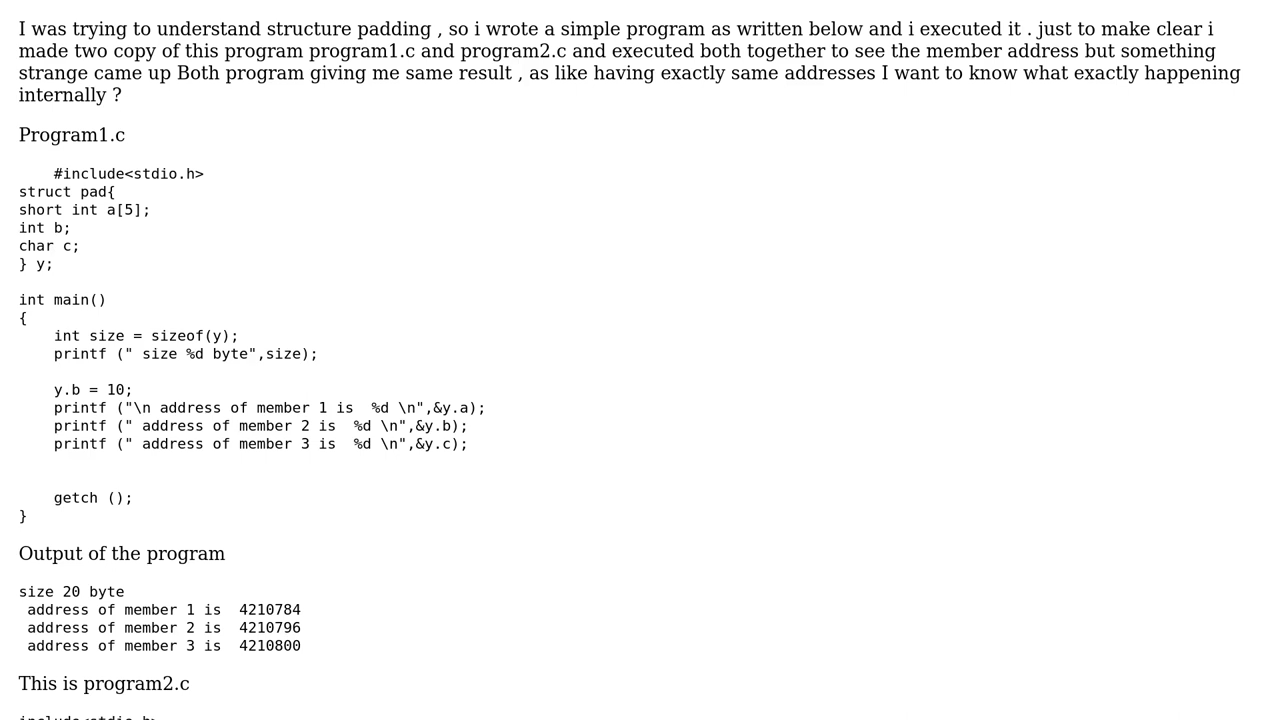 I was trying to understand structure padding , so i wrote a simple program as written below and i executed it . just to make clear i
made two copy of this program program1.c and program2.c and executed both together to see the member address but something
strange came up Both program giving me same result , as like having exactly same addresses I want to know what exactly happening
internally ?
Program1.c
#include<stdio.h>
struct pad{
short int a[5];
int b;
char c;
} y;
int main()
{
int size = sizeof(y);
printf (" size %d byte",size);
y.b = 10;
printf ("\n address of member 1 is  %d \n",&y.a);
printf (" address of member 2 is  %d \n",&y.b);
printf (" address of member 3 is  %d \n",&y.c);
getch ();
}
Output of the program
size 20 byte
address of member 1 is  4210784
address of member 2 is  4210796
address of member 3 is  4210800
This is program2.c
include<stdio.h>